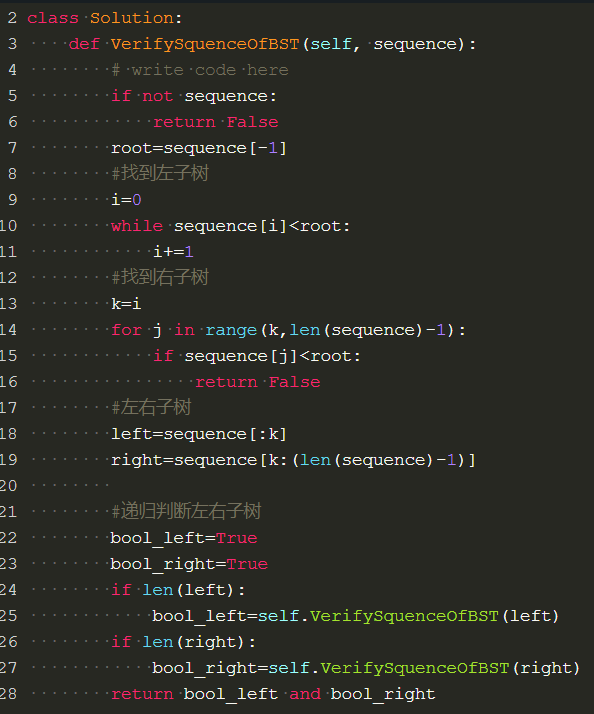 2 class Solution:
3     def VerifySquenceOfBST(self, sequence):
4         # write code here
5         if not sequence:
6             return False
7         root=sequence[-1]
8         #找到左子树
9         i=0
10         while sequence[i]<root:
11             i+=1
12         #找到右子树
13         k=i
14         for j in range(k,len(sequence)-1):
15             if sequence[j]<root:
16                 return False
17         #左右子树
18         left=sequence[:k]
19         right=sequence[k:(len(sequence)-1)]
20
21         #递归判断左右子树
22         bool_left=True
23         bool_right=True
24         if len(left):
25             bool_left=self.VerifySquenceOfBST(left)
26         if len(right):
27             bool_right=self.VerifySquenceOfBST(right)
28         return bool_left and bool_right